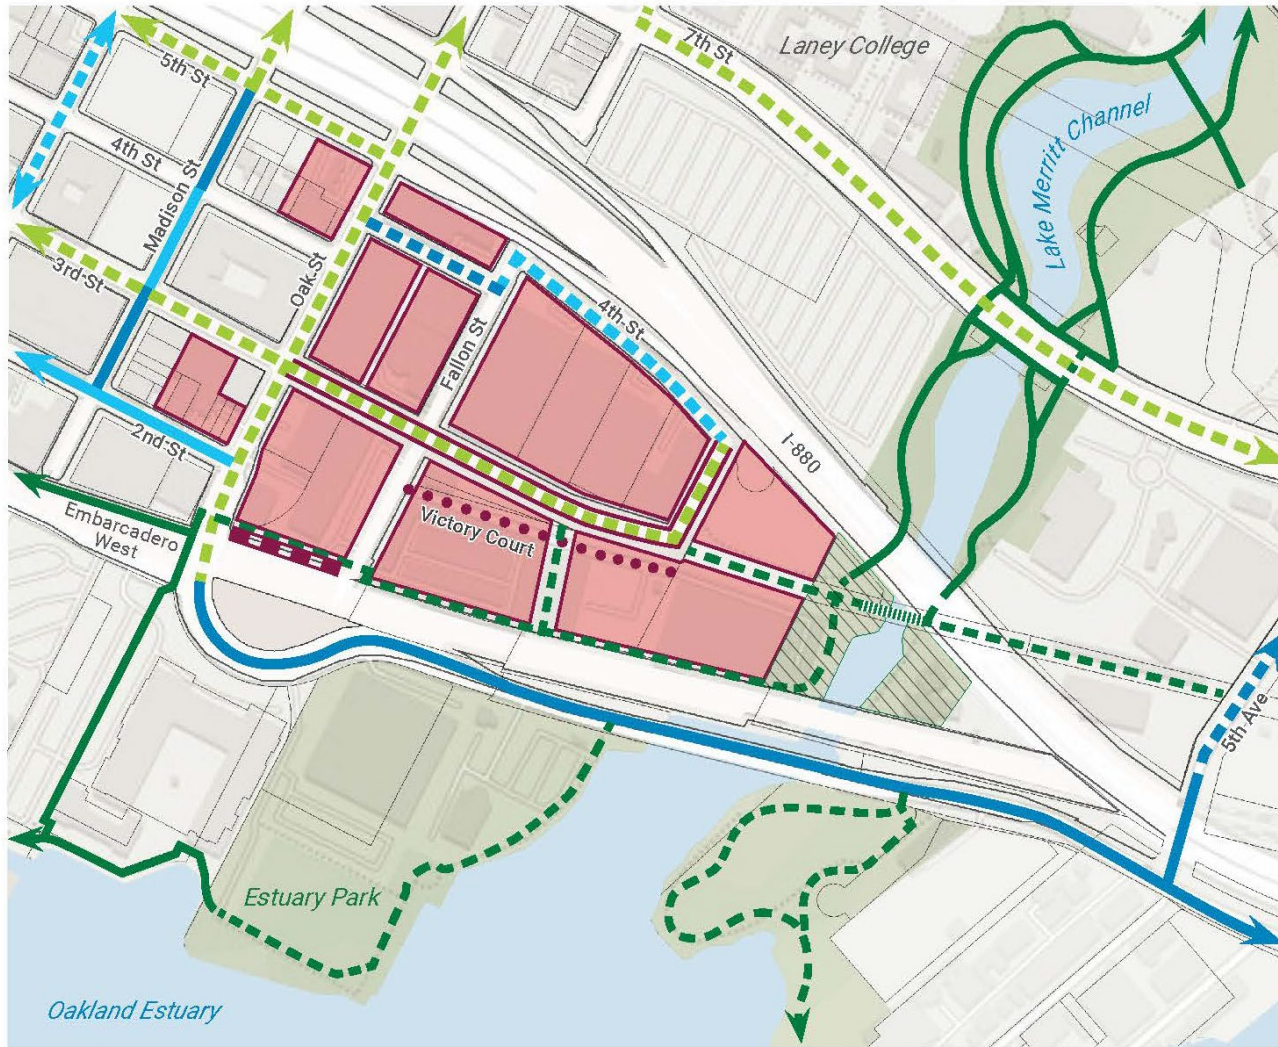 7th St
Laney College
5th St
Lake Merritt Channel
4th St
Madison St
Oak St
3rd St
4th St
Fallon St
I-880
2nd St
Victory Court
Embarcadero
West
5th Ave
Estuary Park
Oakland Estuary